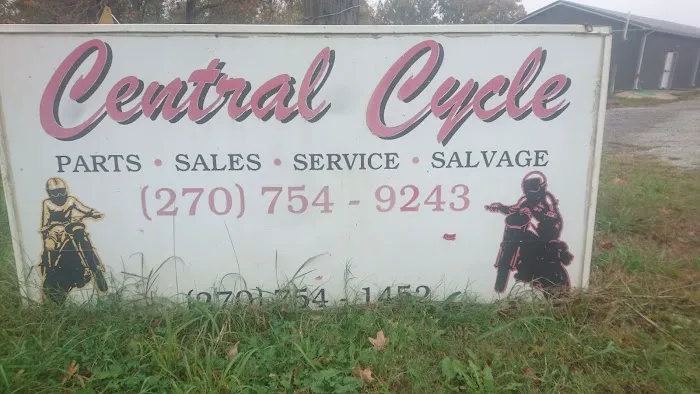 Central Cycle
PARTS • SALES • SERVICE • SALVAGE
(270) 754 - 9243
(270) 754 - 1452